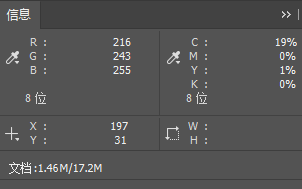 信息
R : 216 C : 19%
G : 243 M : 0%
B : 255 Y : 1%
K : 0%
8 位 8 位
X : 197 W :
Y : 31 H :
文档:1.46M/17.2M